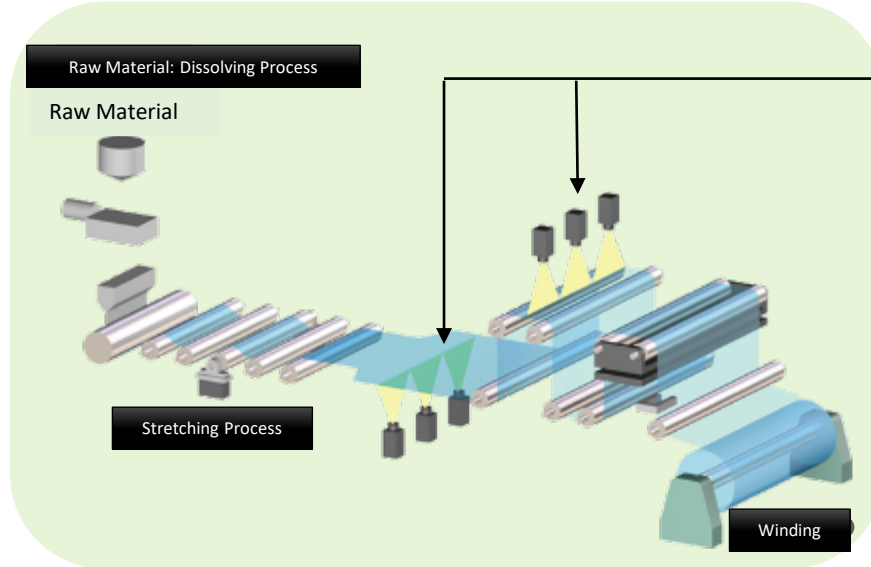 Raw Material: Dissolving Process
Raw Material
Stretching Process
Winding